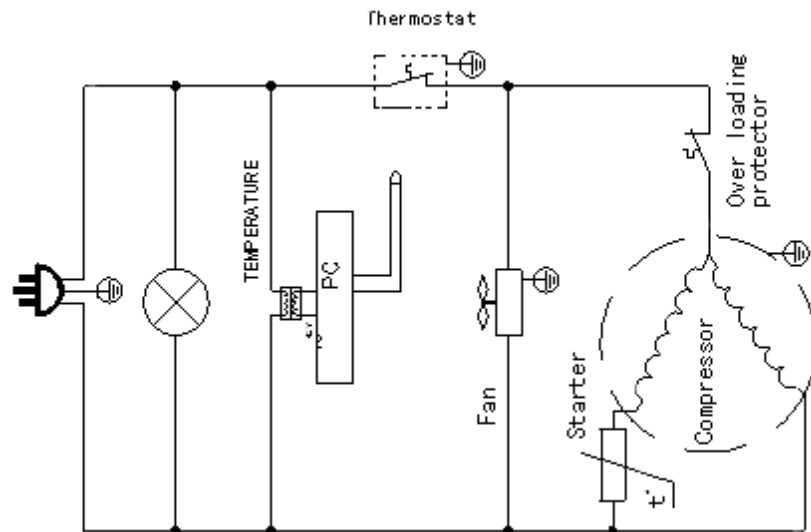 Thermostat
Over loading
protector
TEMPERATURE
PC
Fan
Starter
Compressor
t°